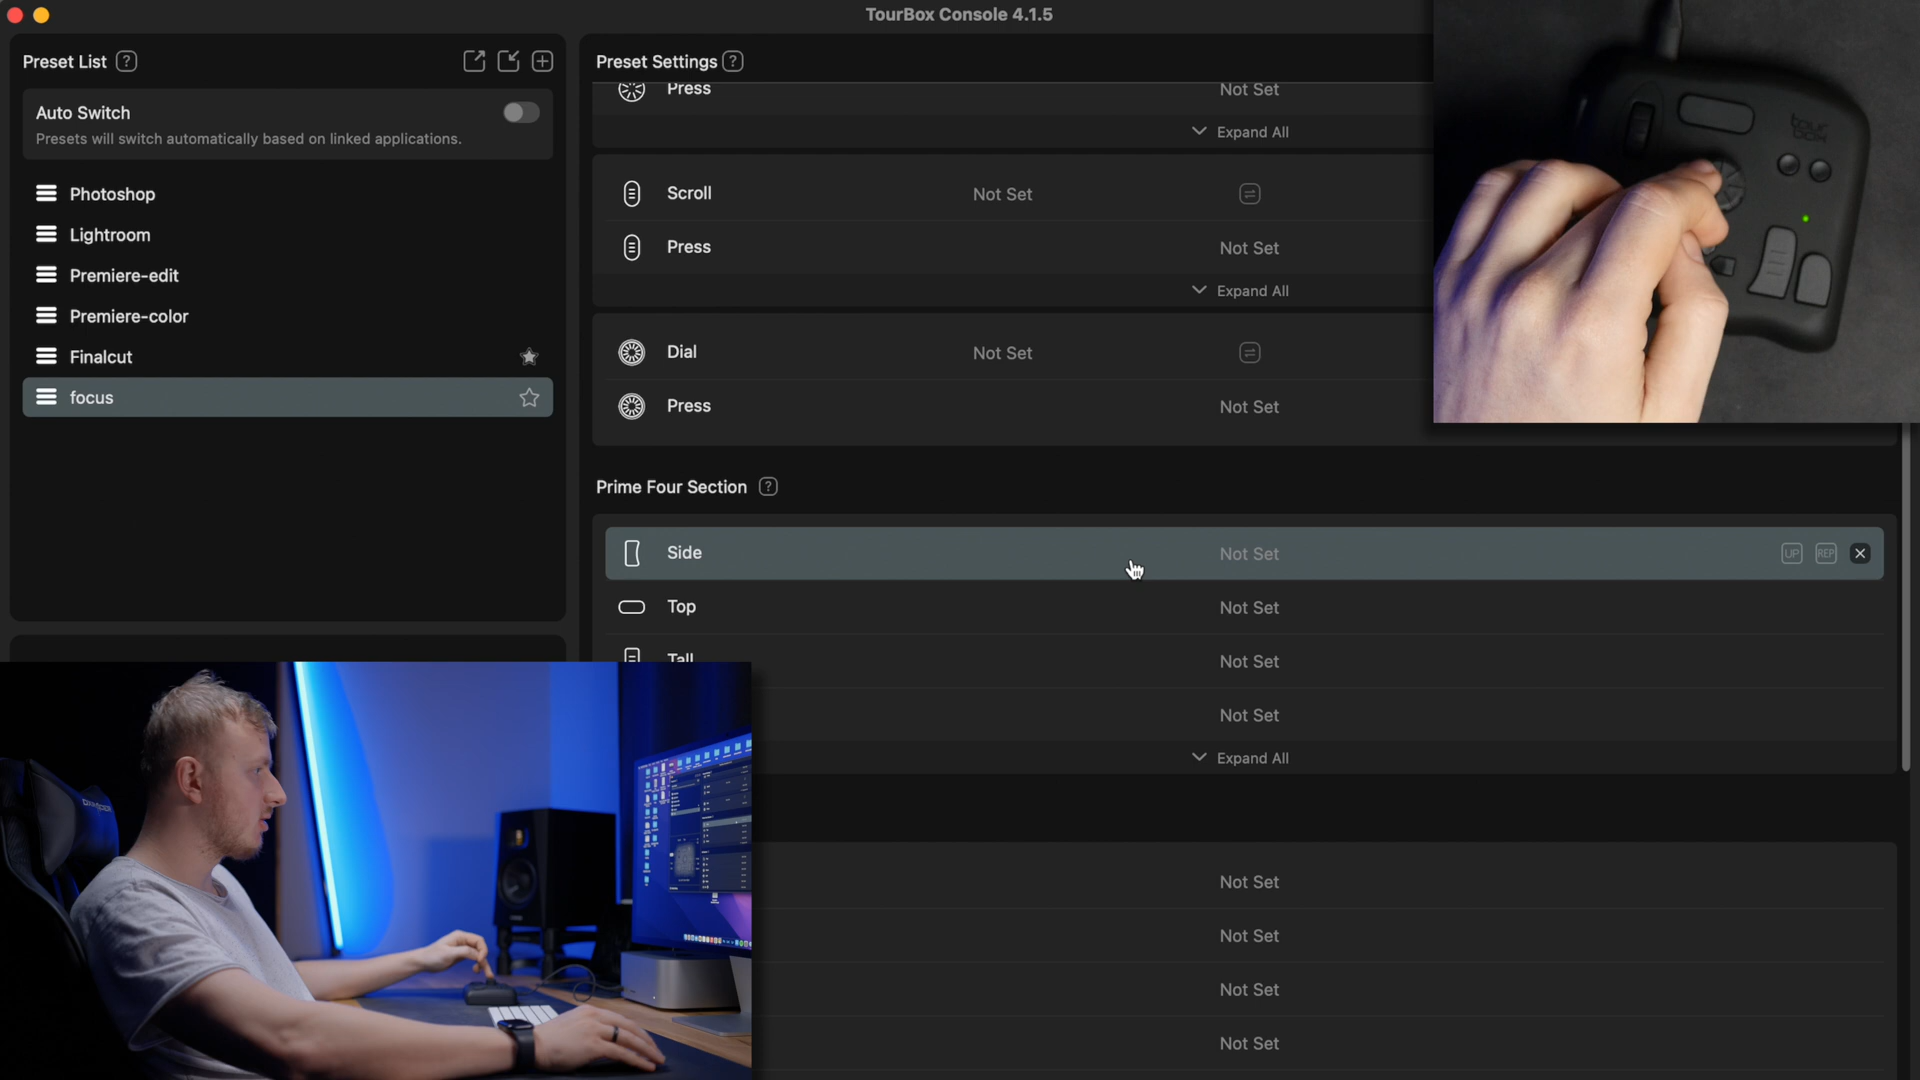 TourBox Console 4.1.5
Preset List ?
Auto Switch
Presets will switch automatically based on linked applications.
Photoshop
Lightroom
Premiere-edit
Premiere-color
Finalcut
focus
Preset Settings ?
Press Not Set
Expand All
Scroll Not Set
Press Not Set
Expand All
Dial Not Set
Press Not Set
Prime Four Section ?
Side Not Set UP REP
Top Not Set
Tall Not Set
Not Set
Expand All
Not Set
Not Set
Not Set
Not Set
tour
box